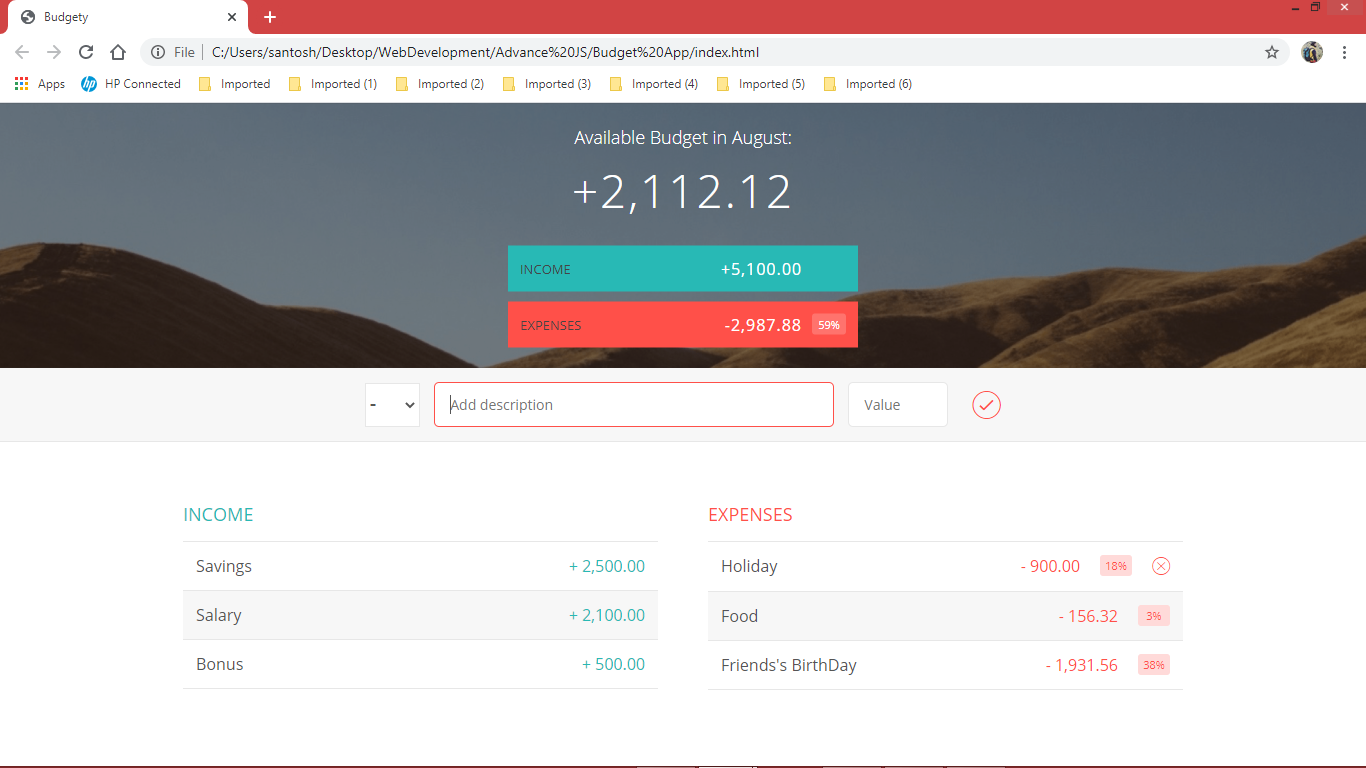 Budgety
File C:/Users/santosh/Desktop/WebDevelopment/Advance%20JS/Budget%20App/index.html
Apps HP Connected Imported Imported (1) Imported (2) Imported (3) Imported (4) Imported (5) Imported (6)
Available Budget in August:
+2,112.12
INCOME +5,100.00
EXPENSES -2,987.88 59%
- Add description Value
INCOME
Savings + 2,500.00
Salary + 2,100.00
Bonus + 500.00
EXPENSES
Holiday - 900.00 18%
Food - 156.32 3%
Friends's BirthDay - 1,931.56 38%